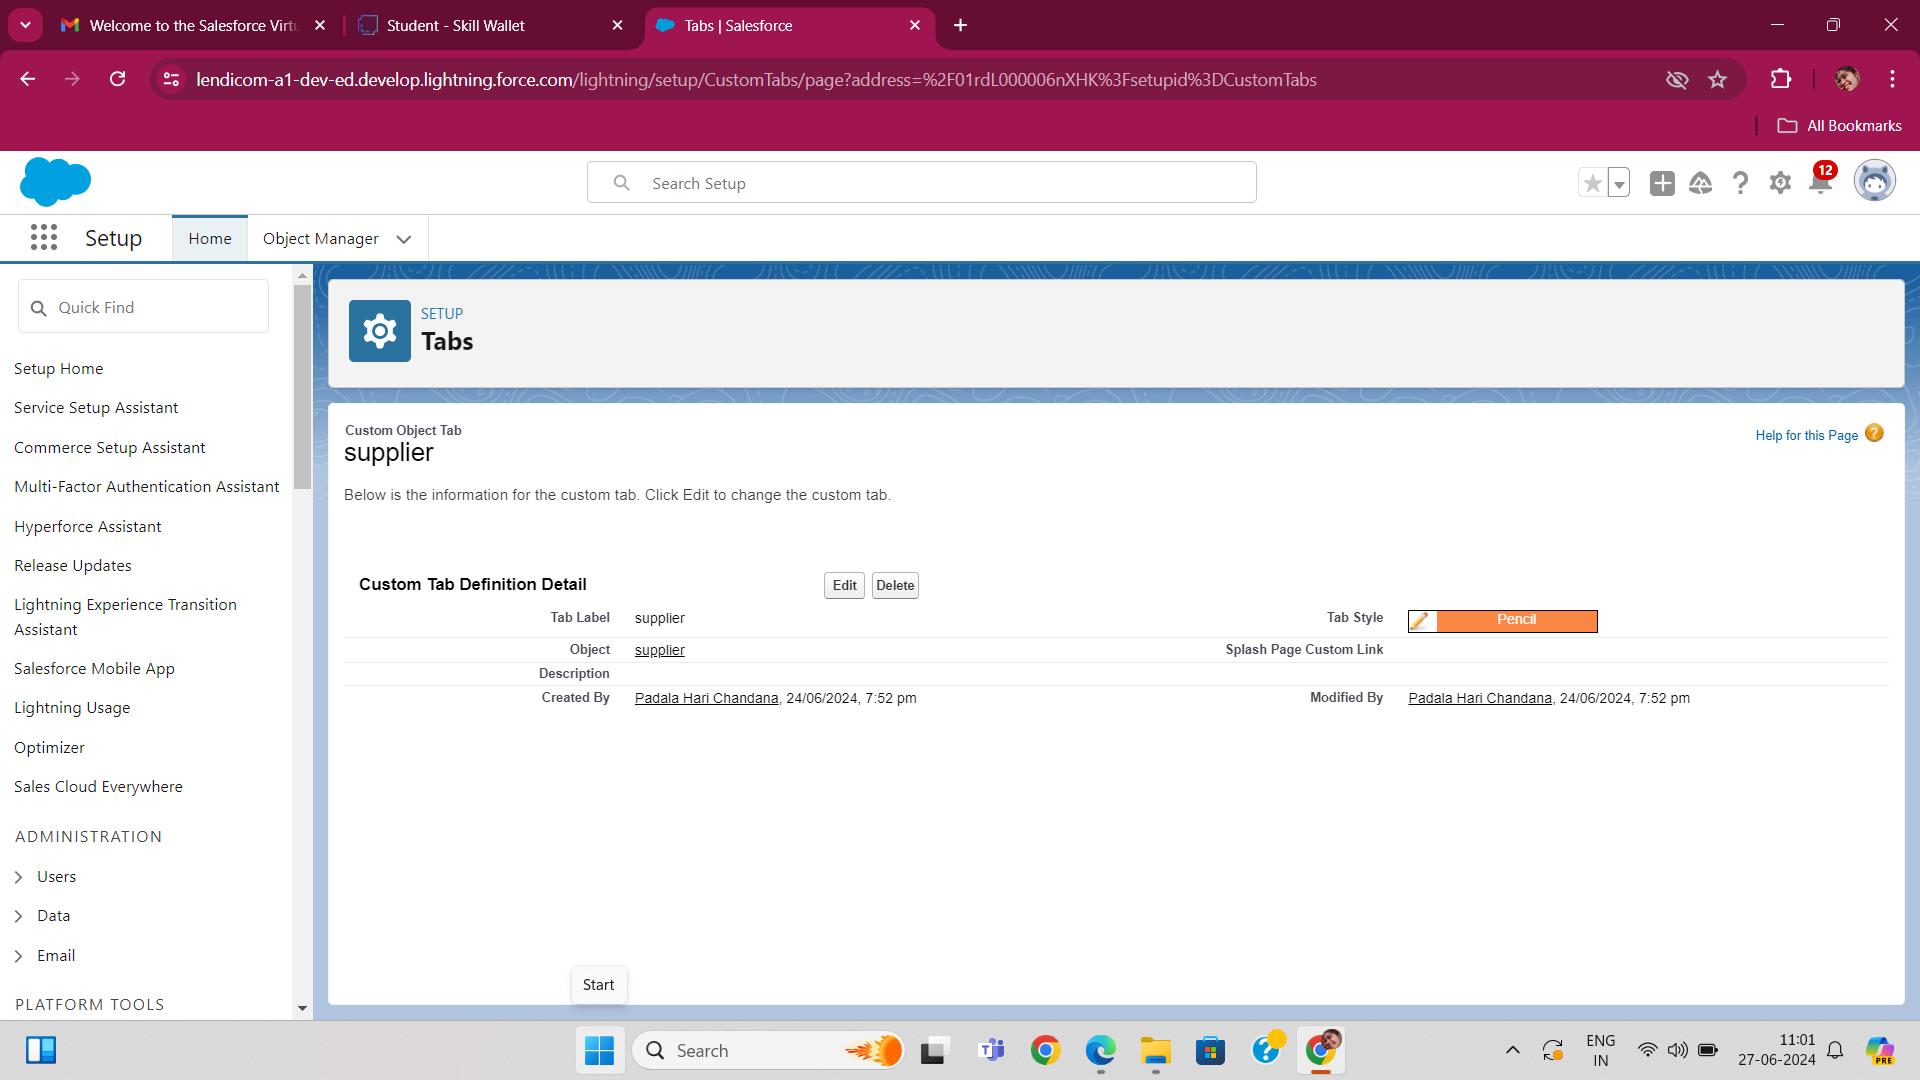 Welcome to the Salesforce Virtu
Student - Skill Wallet
Tabs | Salesforce
lendicom-a1-dev-ed.develop.lightning.force.com/lightning/setup/CustomTabs/page?address=%2F01rdL000006nXHK%3Fsetupid%3DCustomTabs
All Bookmarks
Search Setup
12
Setup
Home
Object Manager
Quick Find
Setup Home
Service Setup Assistant
Commerce Setup Assistant
Multi-Factor Authentication Assistant
Hyperforce Assistant
Release Updates
Lightning Experience Transition
Assistant
Salesforce Mobile App
Lightning Usage
Optimizer
Sales Cloud Everywhere
ADMINISTRATION
Users
Data
Email
PLATFORM TOOLS
SETUP
Tabs
Custom Object Tab
supplier
Help for this Page
Below is the information for the custom tab. Click Edit to change the custom tab.
Custom Tab Definition Detail
Edit
Delete
Tab Label supplier
Tab Style Pencil
Object supplier
Splash Page Custom Link
Description
Created By Padala Hari Chandana, 24/06/2024, 7:52 pm
Modified By Padala Hari Chandana, 24/06/2024, 7:52 pm
Start
Search
ENG
IN
11:01
27-06-2024
PRE